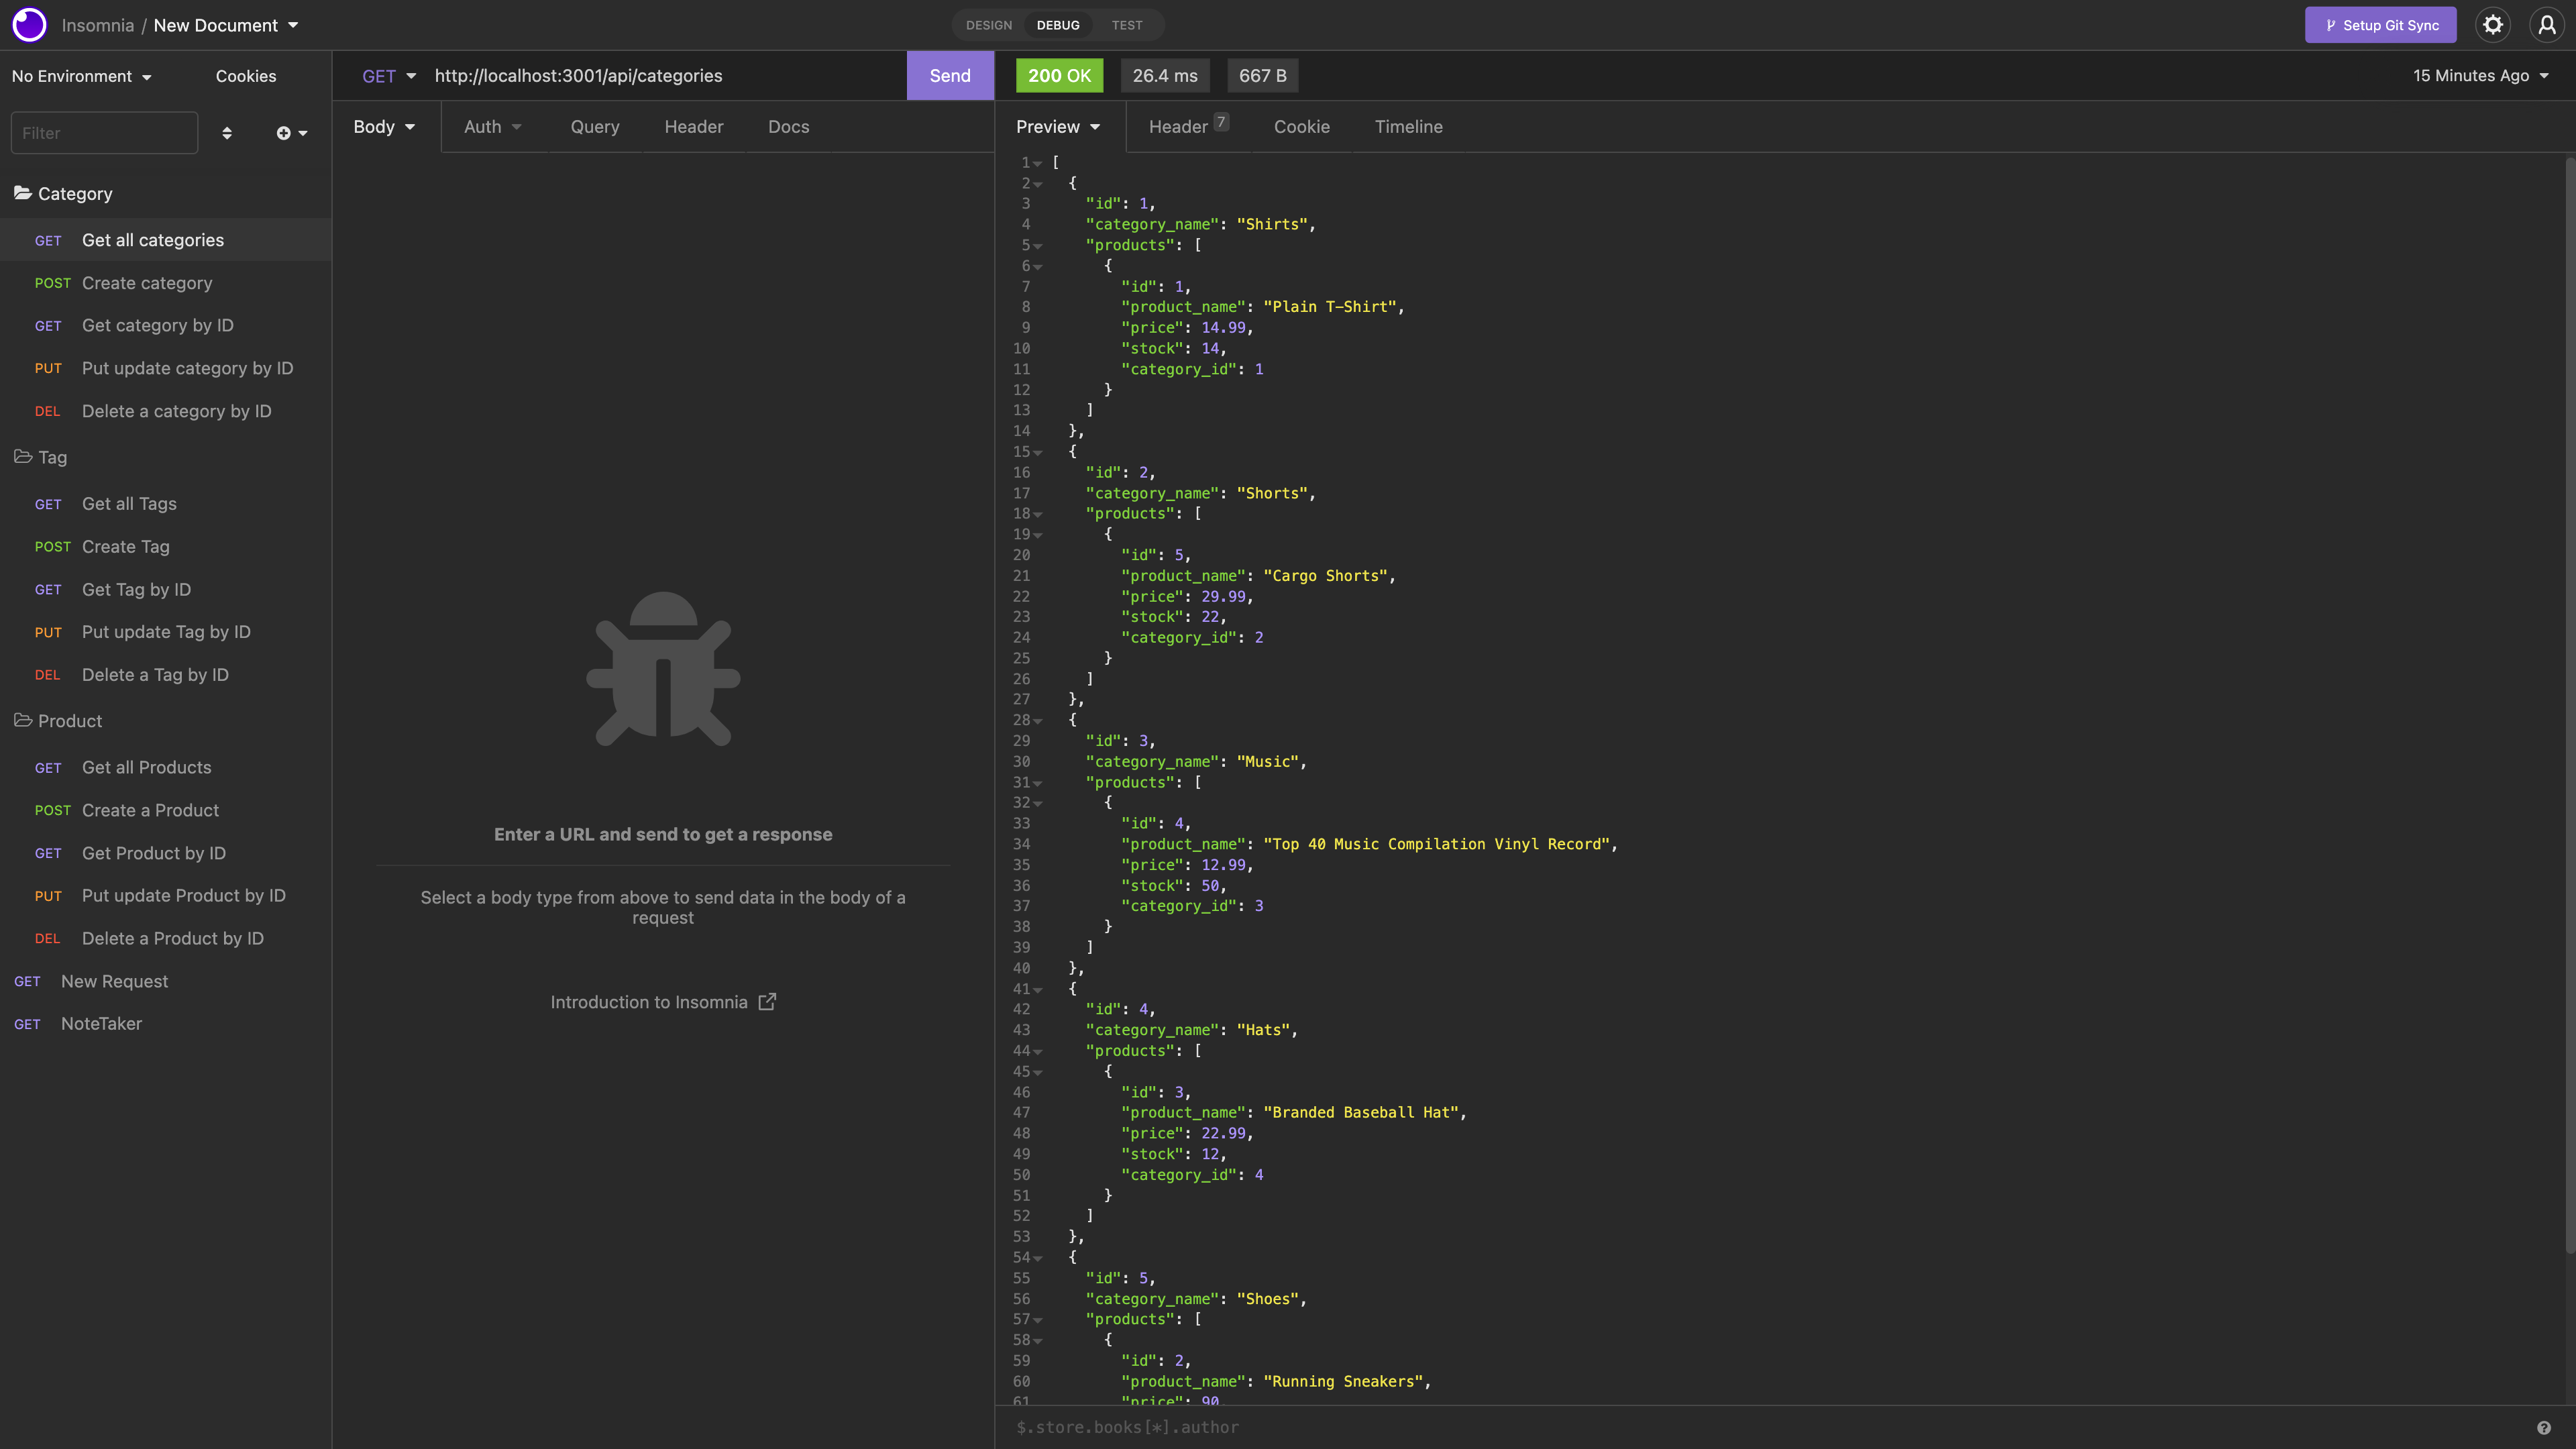 Insomnia / New Document
DESIGN DEBUG TEST
Setup Git Sync
No Environment Cookies
GET http://localhost:3001/api/categories Send
200 OK 26.4 ms 667 B
15 Minutes Ago
Filter
Body Auth Query Header Docs
Preview Header 7 Cookie Timeline
Category
GET Get all categories
POST Create category
GET Get category by ID
PUT Put update category by ID
DEL Delete a category by ID
Tag
GET Get all Tags
POST Create Tag
GET Get Tag by ID
PUT Put update Tag by ID
DEL Delete a Tag by ID
Product
GET Get all Products
POST Create a Product
GET Get Product by ID
PUT Put update Product by ID
DEL Delete a Product by ID
GET New Request
GET NoteTaker
Enter a URL and send to get a response
Select a body type from above to send data in the body of a
request
Introduction to Insomnia
1 [
2 {
3 "id": 1,
4 "category_name": "Shirts",
5 "products": [
6 {
7 "id": 1,
8 "product_name": "Plain T-Shirt",
9 "price": 14.99,
10 "stock": 14,
11 "category_id": 1
12 }
13 ]
14 },
15 {
16 "id": 2,
17 "category_name": "Shorts",
18 "products": [
19 {
20 "id": 5,
21 "product_name": "Cargo Shorts",
22 "price": 29.99,
23 "stock": 22,
24 "category_id": 2
25 }
26 ]
27 },
28 {
29 "id": 3,
30 "category_name": "Music",
31 "products": [
32 {
33 "id": 4,
34 "product_name": "Top 40 Music Compilation Vinyl Record",
35 "price": 12.99,
36 "stock": 50,
37 "category_id": 3
38 }
39 ]
40 },
41 {
42 "id": 4,
43 "category_name": "Hats",
44 "products": [
45 {
46 "id": 3,
47 "product_name": "Branded Baseball Hat",
48 "price": 22.99,
49 "stock": 12,
50 "category_id": 4
51 }
52 ]
53 },
54 {
55 "id": 5,
56 "category_name": "Shoes",
57 "products": [
58 {
59 "id": 2,
60 "product_name": "Running Sneakers",
61 "price": 90,
$.store.books[*].author